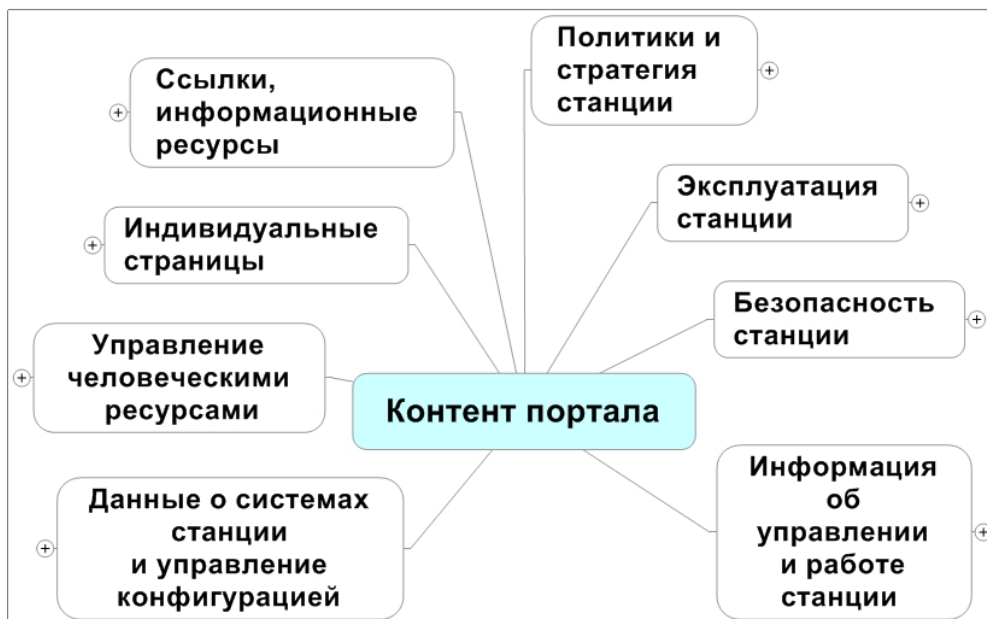 Политики и
стратегия
станции
Ссылки,
информационные
ресурсы
Эксплуатация
станции
Индивидуальные
страницы
Безопасность
станции
Управление
человеческими
ресурсами
Контент портала
Информация
об
управлении
и работе
станции
Данные о системах
станции
и управление
конфигурацией